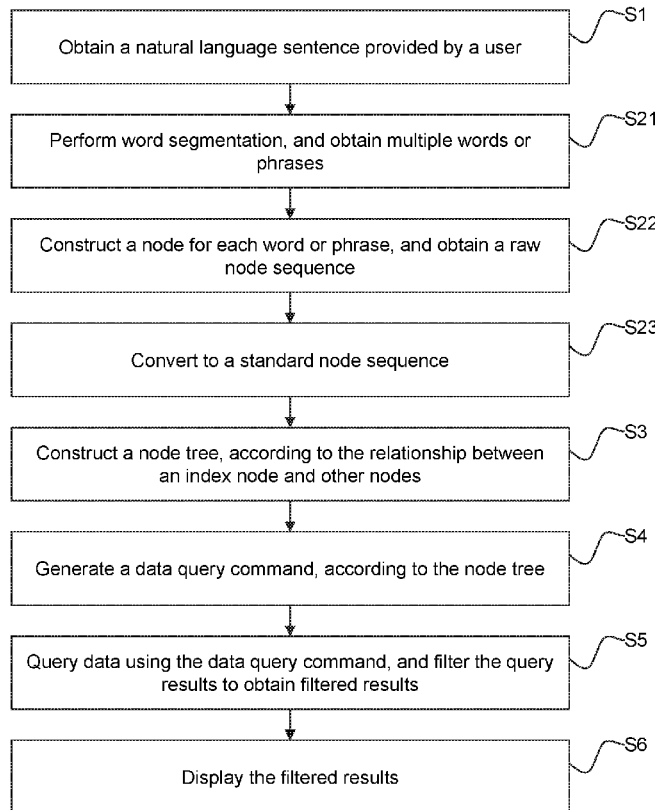 S1
Obtain a natural language sentence provided by a user
S21
Perform word segmentation, and obtain multiple words or
phrases
S22
Construct a node for each word or phrase, and obtain a raw
node sequence
S23
Convert to a standard node sequence
S3
Construct a node tree, according to the relationship between
an index node and other nodes
S4
Generate a data query command, according to the node tree
S5
Query data using the data query command, and filter the query
results to obtain filtered results
S6
Display the filtered results